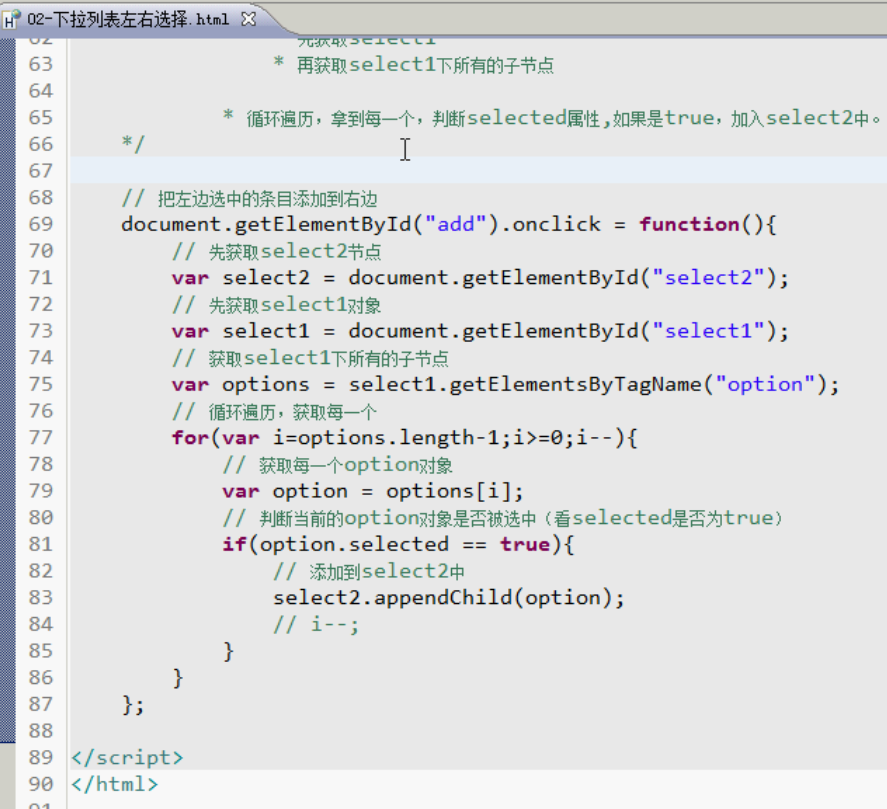 02-下拉列表左右选择.html
62 先获取select1
63 * 再获取select1下所有的子节点
64
65 * 循环遍历，拿到每一个，判断selected属性,如果是true，加入select2中。
66 */
67
68 // 把左边选中的条目添加到右边
69 document.getElementById("add").onclick = function(){
70 // 先获取select2节点
71 var select2 = document.getElementById("select2");
72 // 先获取select1对象
73 var select1 = document.getElementById("select1");
74 // 获取select1下所有的子节点
75 var options = select1.getElementsByTagName("option");
76 // 循环遍历，获取每一个
77 for(var i=options.length-1;i>=0;i--){
78 // 获取每一个option对象
79 var option = options[i];
80 // 判断当前的option对象是否被选中（看selected是否为true）
81 if(option.selected == true){
82 // 添加到select2中
83 select2.appendChild(option);
84 // i--;
85 }
86 }
87 };
88
89 </script>
90 </html>
91